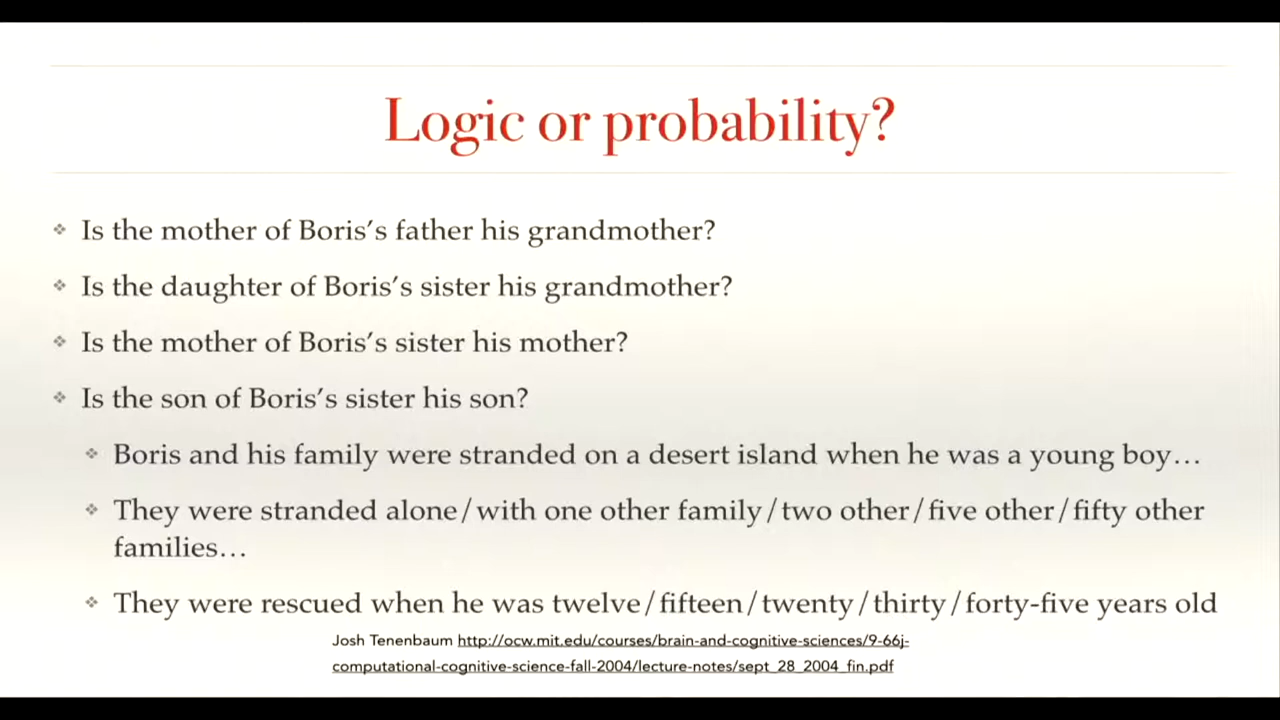 Logic or probability?
❖ Is the mother of Boris’s father his grandmother?
❖ Is the daughter of Boris’s sister his grandmother?
❖ Is the mother of Boris’s sister his mother?
❖ Is the son of Boris’s sister his son?
❖ Boris and his family were stranded on a desert island when he was a young boy…
❖ They were stranded alone/with one other family/two other/five other/fifty other
families…
❖ They were rescued when he was twelve/fifteen/twenty/thirty/forty-five years old
Josh Tenenbaum http://ocw.mit.edu/courses/brain-and-cognitive-sciences/9-66j-
computational-cognitive-science-fall-2004/lecture-notes/sept_28_2004_fin.pdf